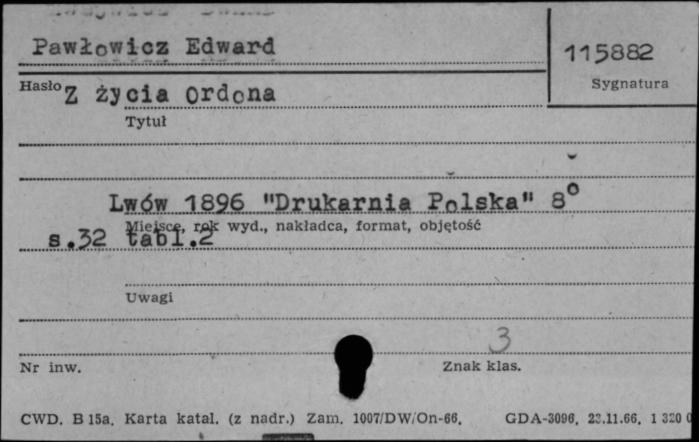 Pawłowicz Edward
115882
Hasło Z życia Ordona
Sygnatura
Tytuł
Lwów 1896 "Drukarnia Polska" 8°
Miejsce, rok wyd., nakładca, format, objętość
s.32 tabl.2
Uwagi
3
Nr inw. Znak klas.
CWD. B 15a. Karta katal. (z nadr.) Zam. 1007/DW/On-66. GDA-3096. 23.11.66. 1 320 0